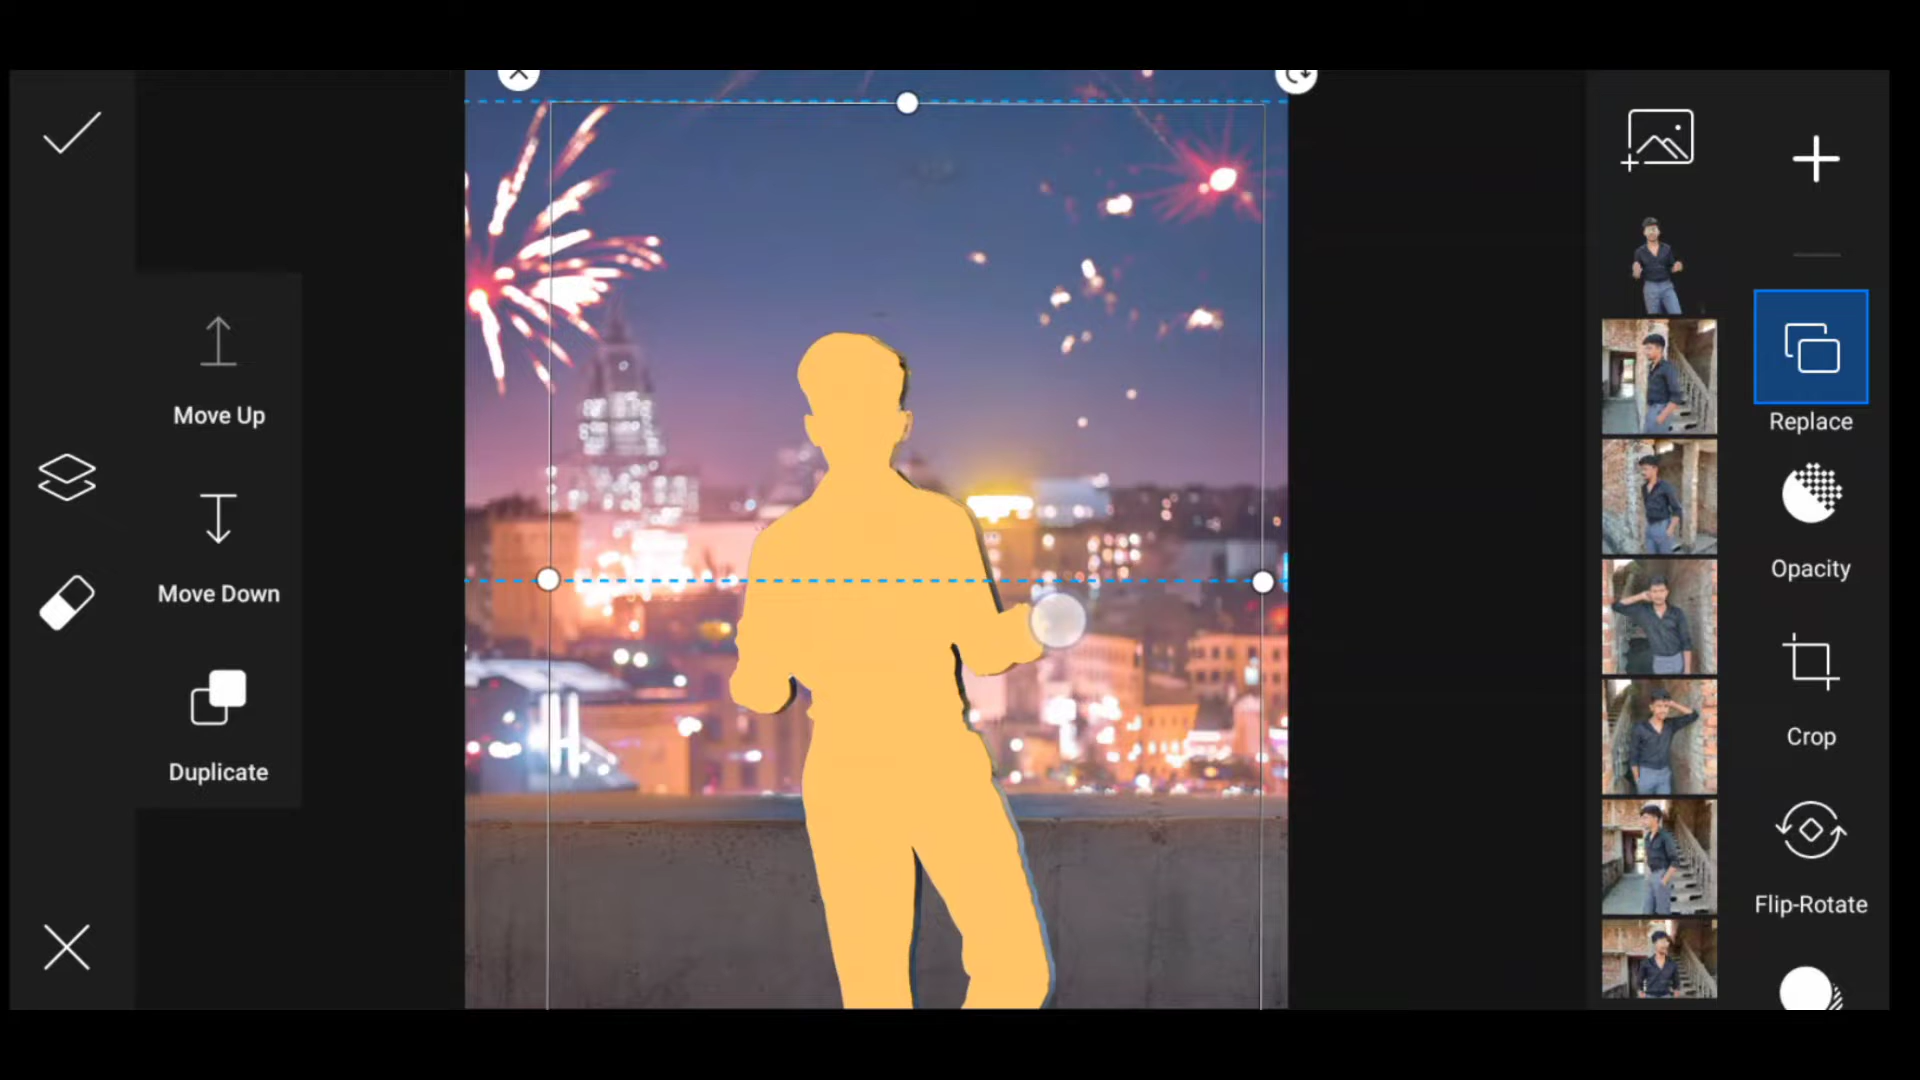 Move Up
Move Down
Duplicate
Replace
Opacity
Crop
Flip-Rotate